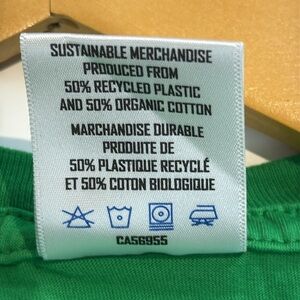 SUSTAINABLE MERCHANDISE
PRODUCED FROM
50% RECYCLED PLASTIC
AND 50% ORGANIC COTTON
MARCHANDISE DURABLE
PRODUITE DE
50% PLASTIQUE RECYCLÉ
ET 50% COTON BIOLOGIQUE
CA56955